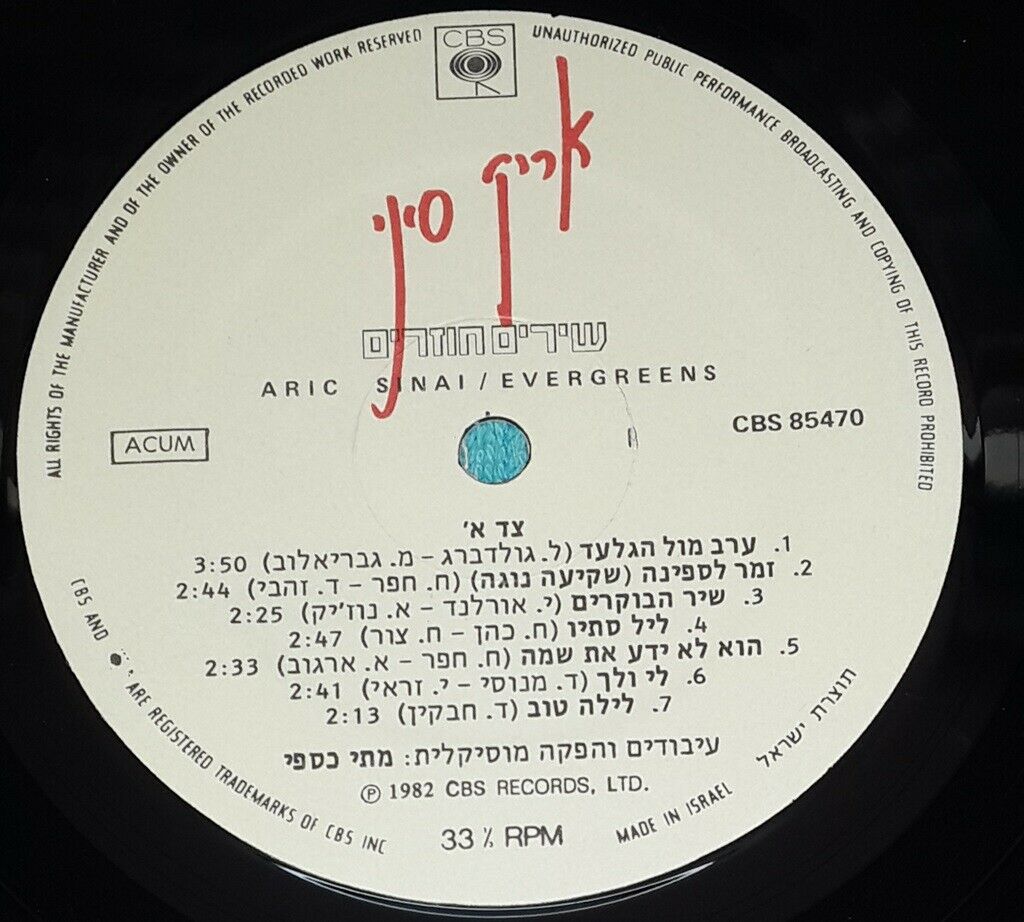 ALL RIGHTS OF THE MANUFACTURER AND OF THE OWNER OF THE RECORDED WORK RESERVED
CBS
UNAUTHORIZED PUBLIC PERFORMANCE BROADCASTING AND COPYING OF THIS RECORD PROHIBITED
אריק סיני
שירים חוזרים
ARIC SINAI / EVERGREENS
ACUM
CBS 85470
צד א'
1. ערב מול הגלעד (ל. גולדברג - מ. גבריאלוב) 3:50
2. זמר לספינה (שקיעה נוגה) (ח. חפר - ד. זהבי) 2:44
3. שיר הבוקרים (י. אורלנד - א. נוז'יק) 2:25
4. ליל סתיו (ח. כהן - ח. צור) 2:47
5. הוא לא ידע את שמה (ח. חפר - א. ארגוב) 2:33
6. לי ולך (ד. מנוסי - י. זראי) 2:41
7. לילה טוב (ד. חבקין) 2:13
עיבודים והפקה מוסיקלית: מתי כספי
℗ 1982 CBS RECORDS, LTD.
33 ⅓ RPM
CBS AND ARE REGISTERED TRADEMARKS OF CBS INC
MADE IN ISRAEL
תוצרת ישראל